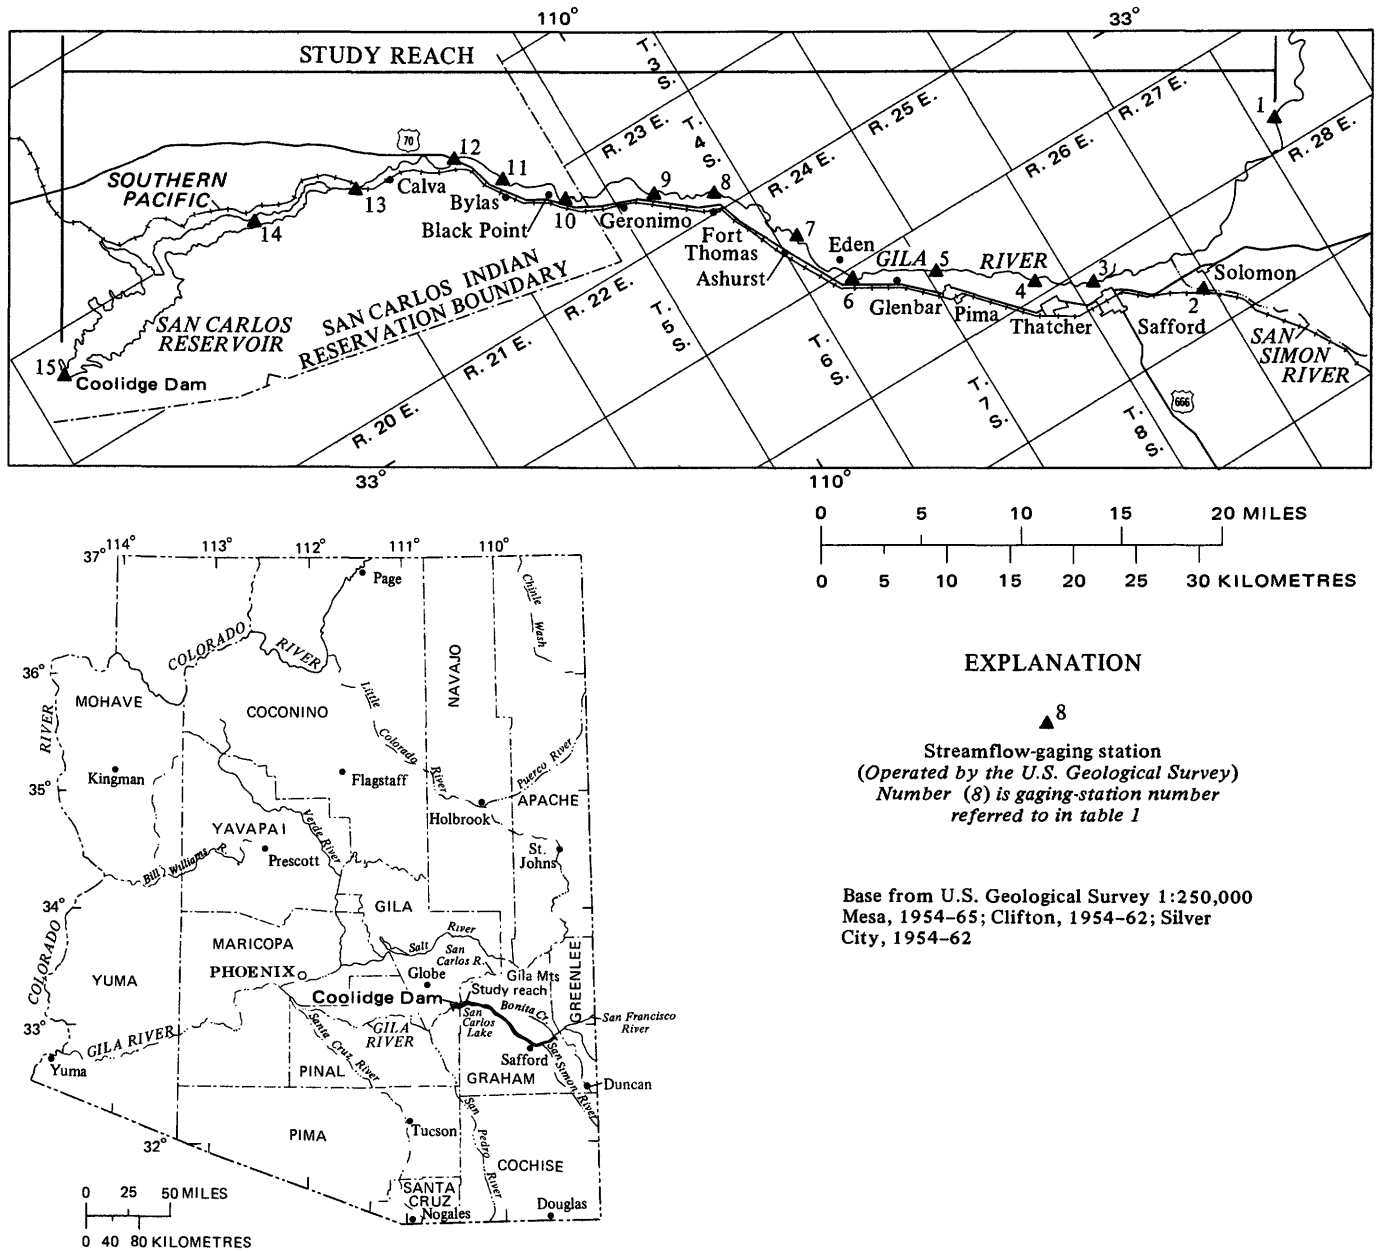 110°
33°
STUDY REACH
T.
3
S.
R. 23 E.
T.
4
S.
R. 24 E.
R. 25 E.
R. 26 E.
R. 27 E.
R. 28 E.
1
70
12
11
9
8
SOUTHERN
PACIFIC
13
Calva
Bylas
Black Point
10
Geronimo
14
Fort
Thomas
Ashurst
7
Eden
GILA
5
RIVER
3
Solomon
6
Glenbar
Pima
4
Thatcher
2
Safford
SAN
SIMON
RIVER
SAN CARLOS INDIAN
RESERVATION BOUNDARY
SAN CARLOS
RESERVOIR
15
Coolidge Dam
R. 20 E.
R. 21 E.
R. 22 E.
T.
5
S.
T.
6
S.
T.
7
S.
T.
8
S.
666
33°
110°
0 5 10 15 20 MILES
0 5 10 15 20 25 30 KILOMETRES
EXPLANATION
8
Streamflow-gaging station
(Operated by the U.S. Geological Survey)
Number (8) is gaging-station number
referred to in table 1
Base from U.S. Geological Survey 1:250,000
Mesa, 1954-65; Clifton, 1954-62; Silver
City, 1954-62
37°
114°
113°
112°
111°
110°
Page
Chinle
Wash
COLORADO
RIVER
NAVAJO
36°
MOHAVE
COCONINO
Little
Colorado
River
RIVER
Kingman
Flagstaff
Puerco River
35°
APACHE
Holbrook
YAVAPAI
Verde River
Prescott
Bill Williams R.
St.
Johns
34°
GILA
COLORADO
MARICOPA
Salt
River
San
Carlos R.
PHOENIX
Globe
Gila Mts
GREENLEE
YUMA
Study reach
Coolidge Dam
Bonita Cr.
San
Carlos
Lake
San Francisco
River
33°
GILA RIVER
GILA
RIVER
Santa Cruz River
Safford
San Simon River
Yuma
PINAL
GRAHAM
Duncan
San
Pedro
River
PIMA
Tucson
32°
COCHISE
SANTA
CRUZ
Nogales
Douglas
0 25 50 MILES
0 40 80 KILOMETRES